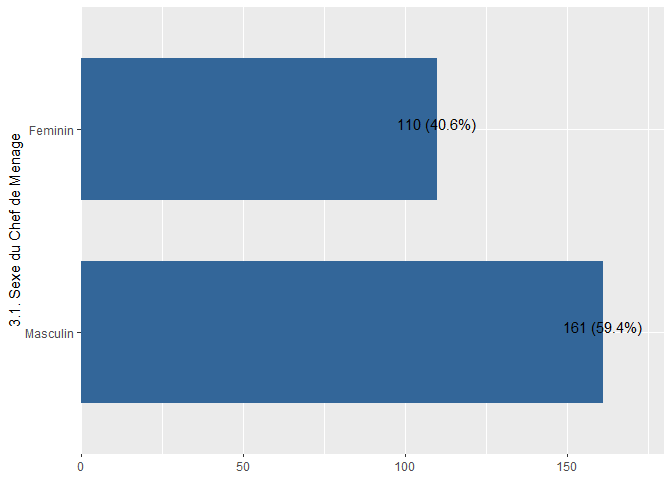 3.1. Sexe du Chef de Menage
Feminin
110 (40.6%)
Masculin
161 (59.4%)
0
50
100
150